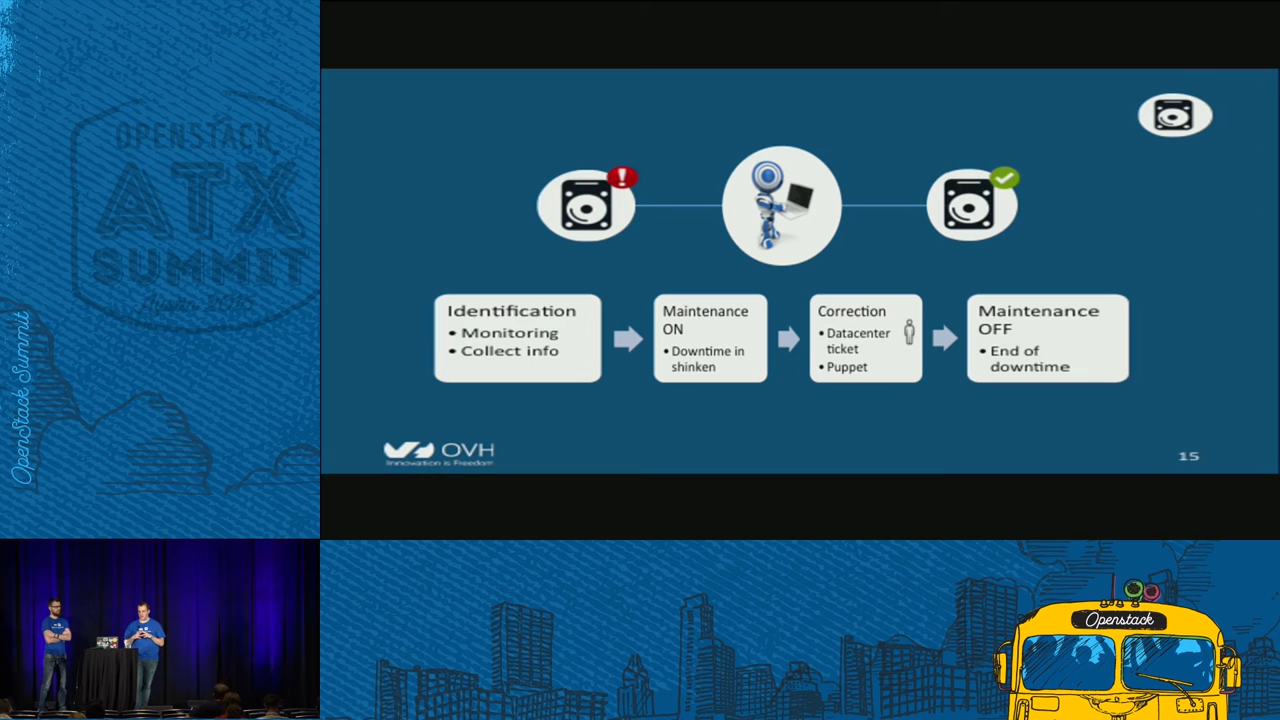 OPENSTACK
ATX
SUMMIT
Austin 2016
OpenStack Summit
Identification
• Monitoring
• Collect info
Maintenance
ON
• Downtime in
shinken
Correction
• Datacenter
ticket
• Puppet
Maintenance
OFF
• End of
downtime
OVH
Innovation is Freedom
15
Openstack